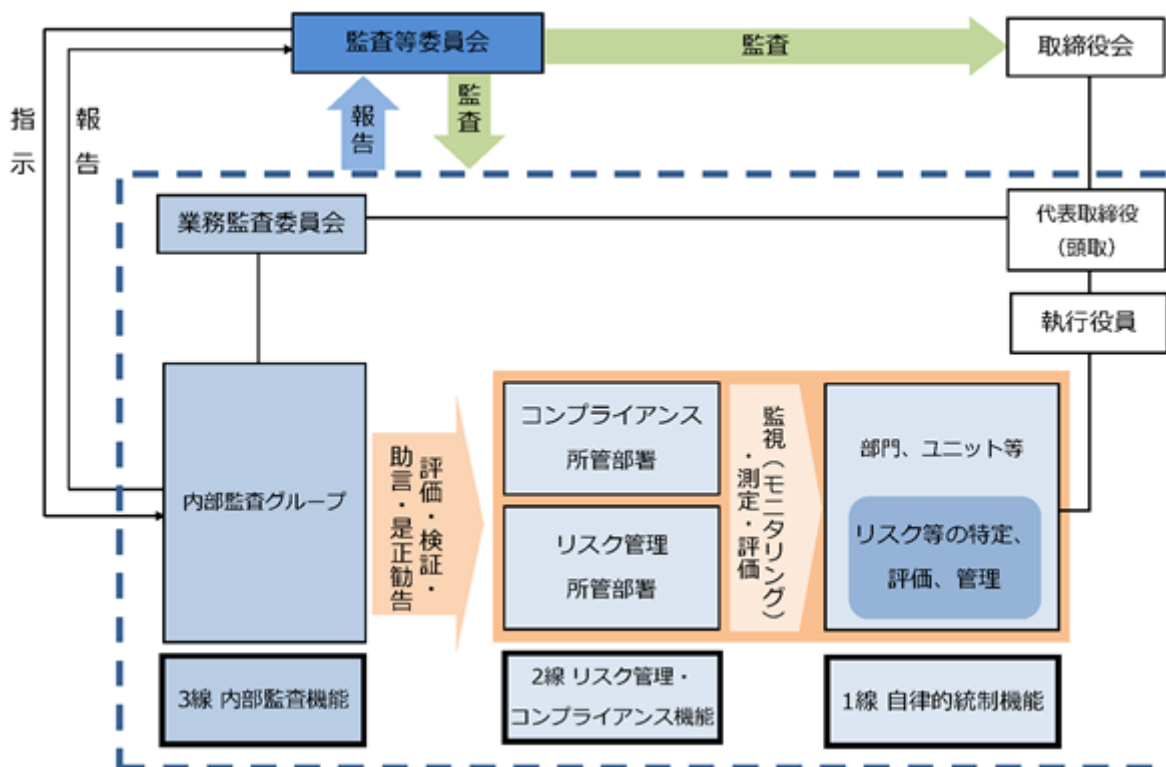 監査等委員会
監査
取締役会
指示
報告
報告
監査
業務監査委員会
代表取締役
（頭取）
執行役員
内部監査グループ
評価・検証・
助言・是正勧告
コンプライアンス
所管部署
リスク管理
所管部署
監視（モニタリング）
・測定・評価
部門、ユニット等
リスク等の特定、
評価、管理
3線 内部監査機能
2線 リスク管理・
コンプライアンス機能
1線 自律的統制機能